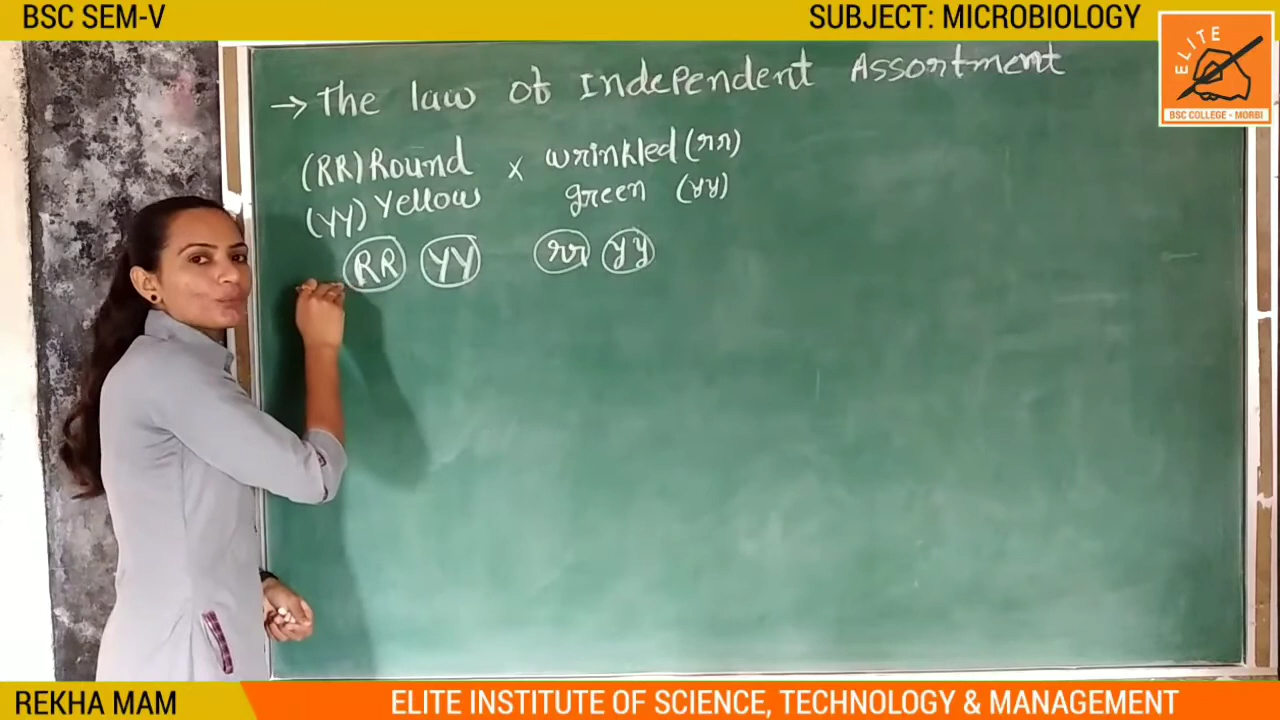 BSC SEM-V
SUBJECT: MICROBIOLOGY
ELITE
BSC COLLEGE - MORBI
→ The law of Independent Assortment
(RR) Round × wrinkled (rr)
(YY) Yellow green (yy)
RR YY rr yy
REKHA MAM
ELITE INSTITUTE OF SCIENCE, TECHNOLOGY & MANAGEMENT